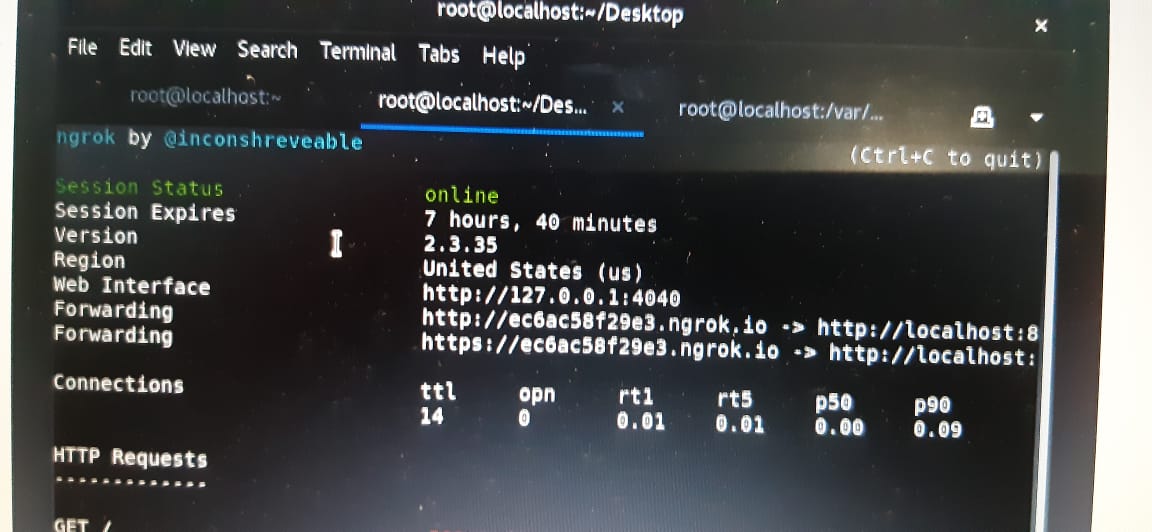 root@localhost:~/Desktop
File Edit View Search Terminal Tabs Help
root@localhost:~ root@localhost:~/Des... root@localhost:/var/...
ngrok by @inconshreveable (Ctrl+C to quit)
Session Status online
Session Expires 7 hours, 40 minutes
Version 2.3.35
Region United States (us)
Web Interface http://127.0.0.1:4040
Forwarding http://ec6ac58f29e3.ngrok.io -> http://localhost:8
Forwarding https://ec6ac58f29e3.ngrok.io -> http://localhost:
Connections ttl opn rt1 rt5 p50 p90
14 0 0.01 0.01 0.00 0.09
HTTP Requests
-------------
GET /